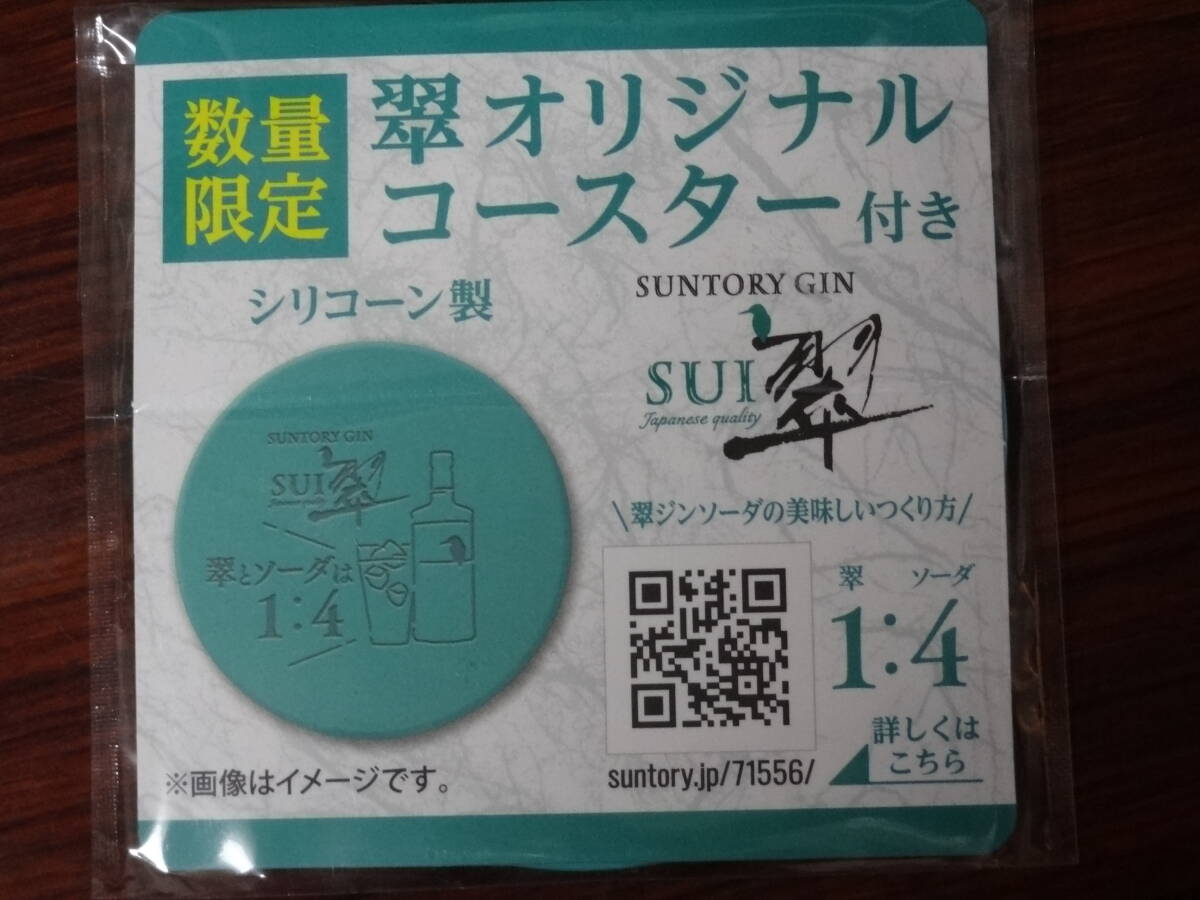 数量
限定
翠オリジナル
コースター付き
シリコーン製
SUNTORY GIN
SUI 翠
Japanese quality
SUNTORY GIN
SUI 翠
翠とソーダは
1:4
\翠ジンソーダの美味しいつくり方/
翠 ソーダ
1:4
詳しくは
こちら
suntory.jp/71556/
※画像はイメージです。